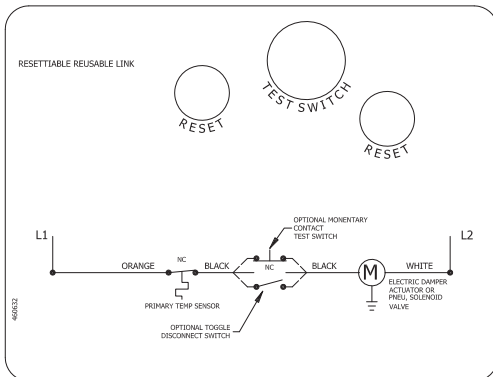 RESETTIABLE REUSABLE LINK
TEST SWITCH
RESET
RESET
OPTIONAL MONENTARY
CONTACT
TEST SWITCH
L1
L2
ORANGE
NC
BLACK
NC
BLACK
M
WHITE
PRIMARY TEMP SENSOR
ELECTRIC DAMPER
ACTUATOR OR
PNEU, SOLENOID
VALVE
OPTIONAL TOGGLE
DISCONNECT SWITCH
460632